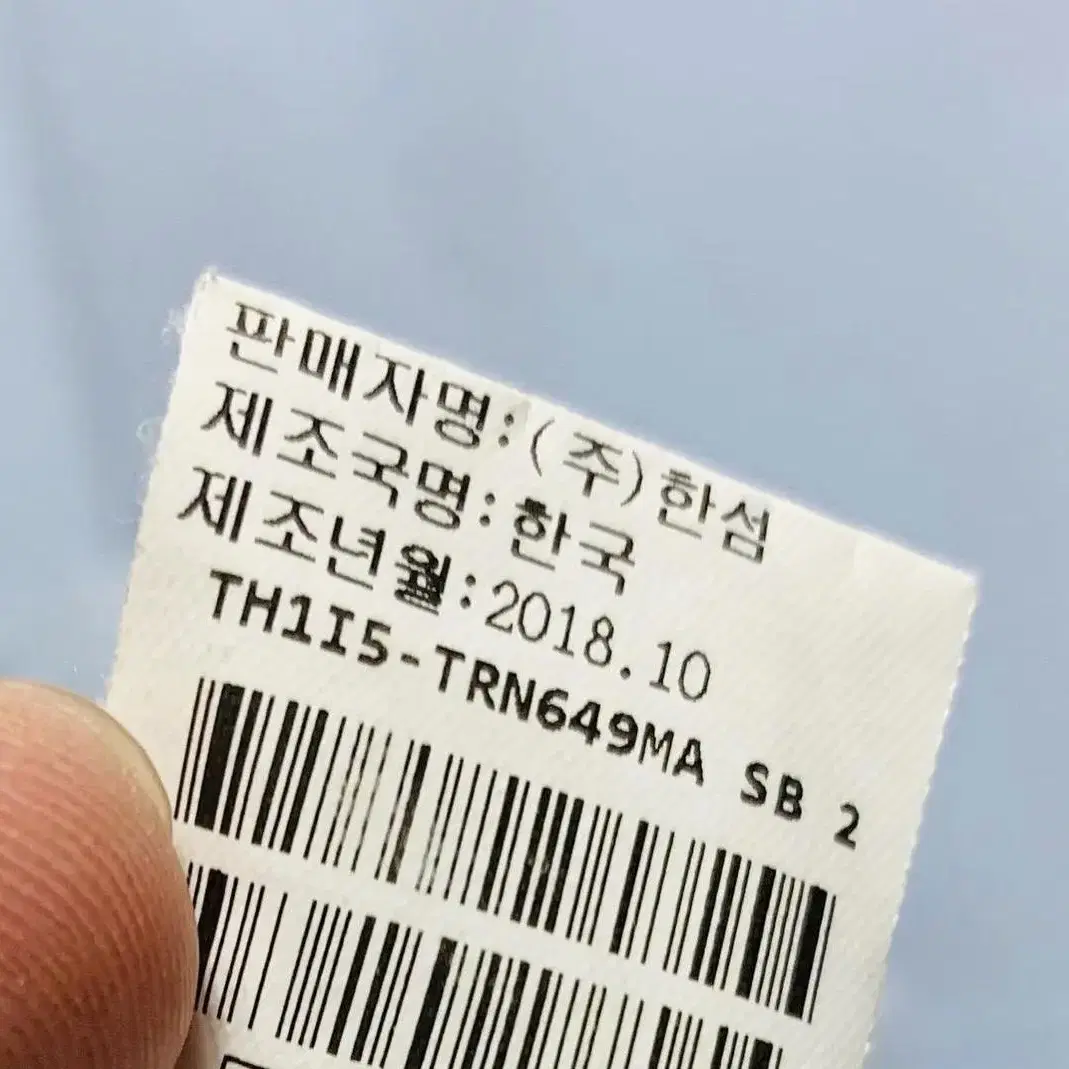 판매자명:(주)한섬
제조국명:한국
제조년월:2018.10
TH1I5-TRN649MA SB 2